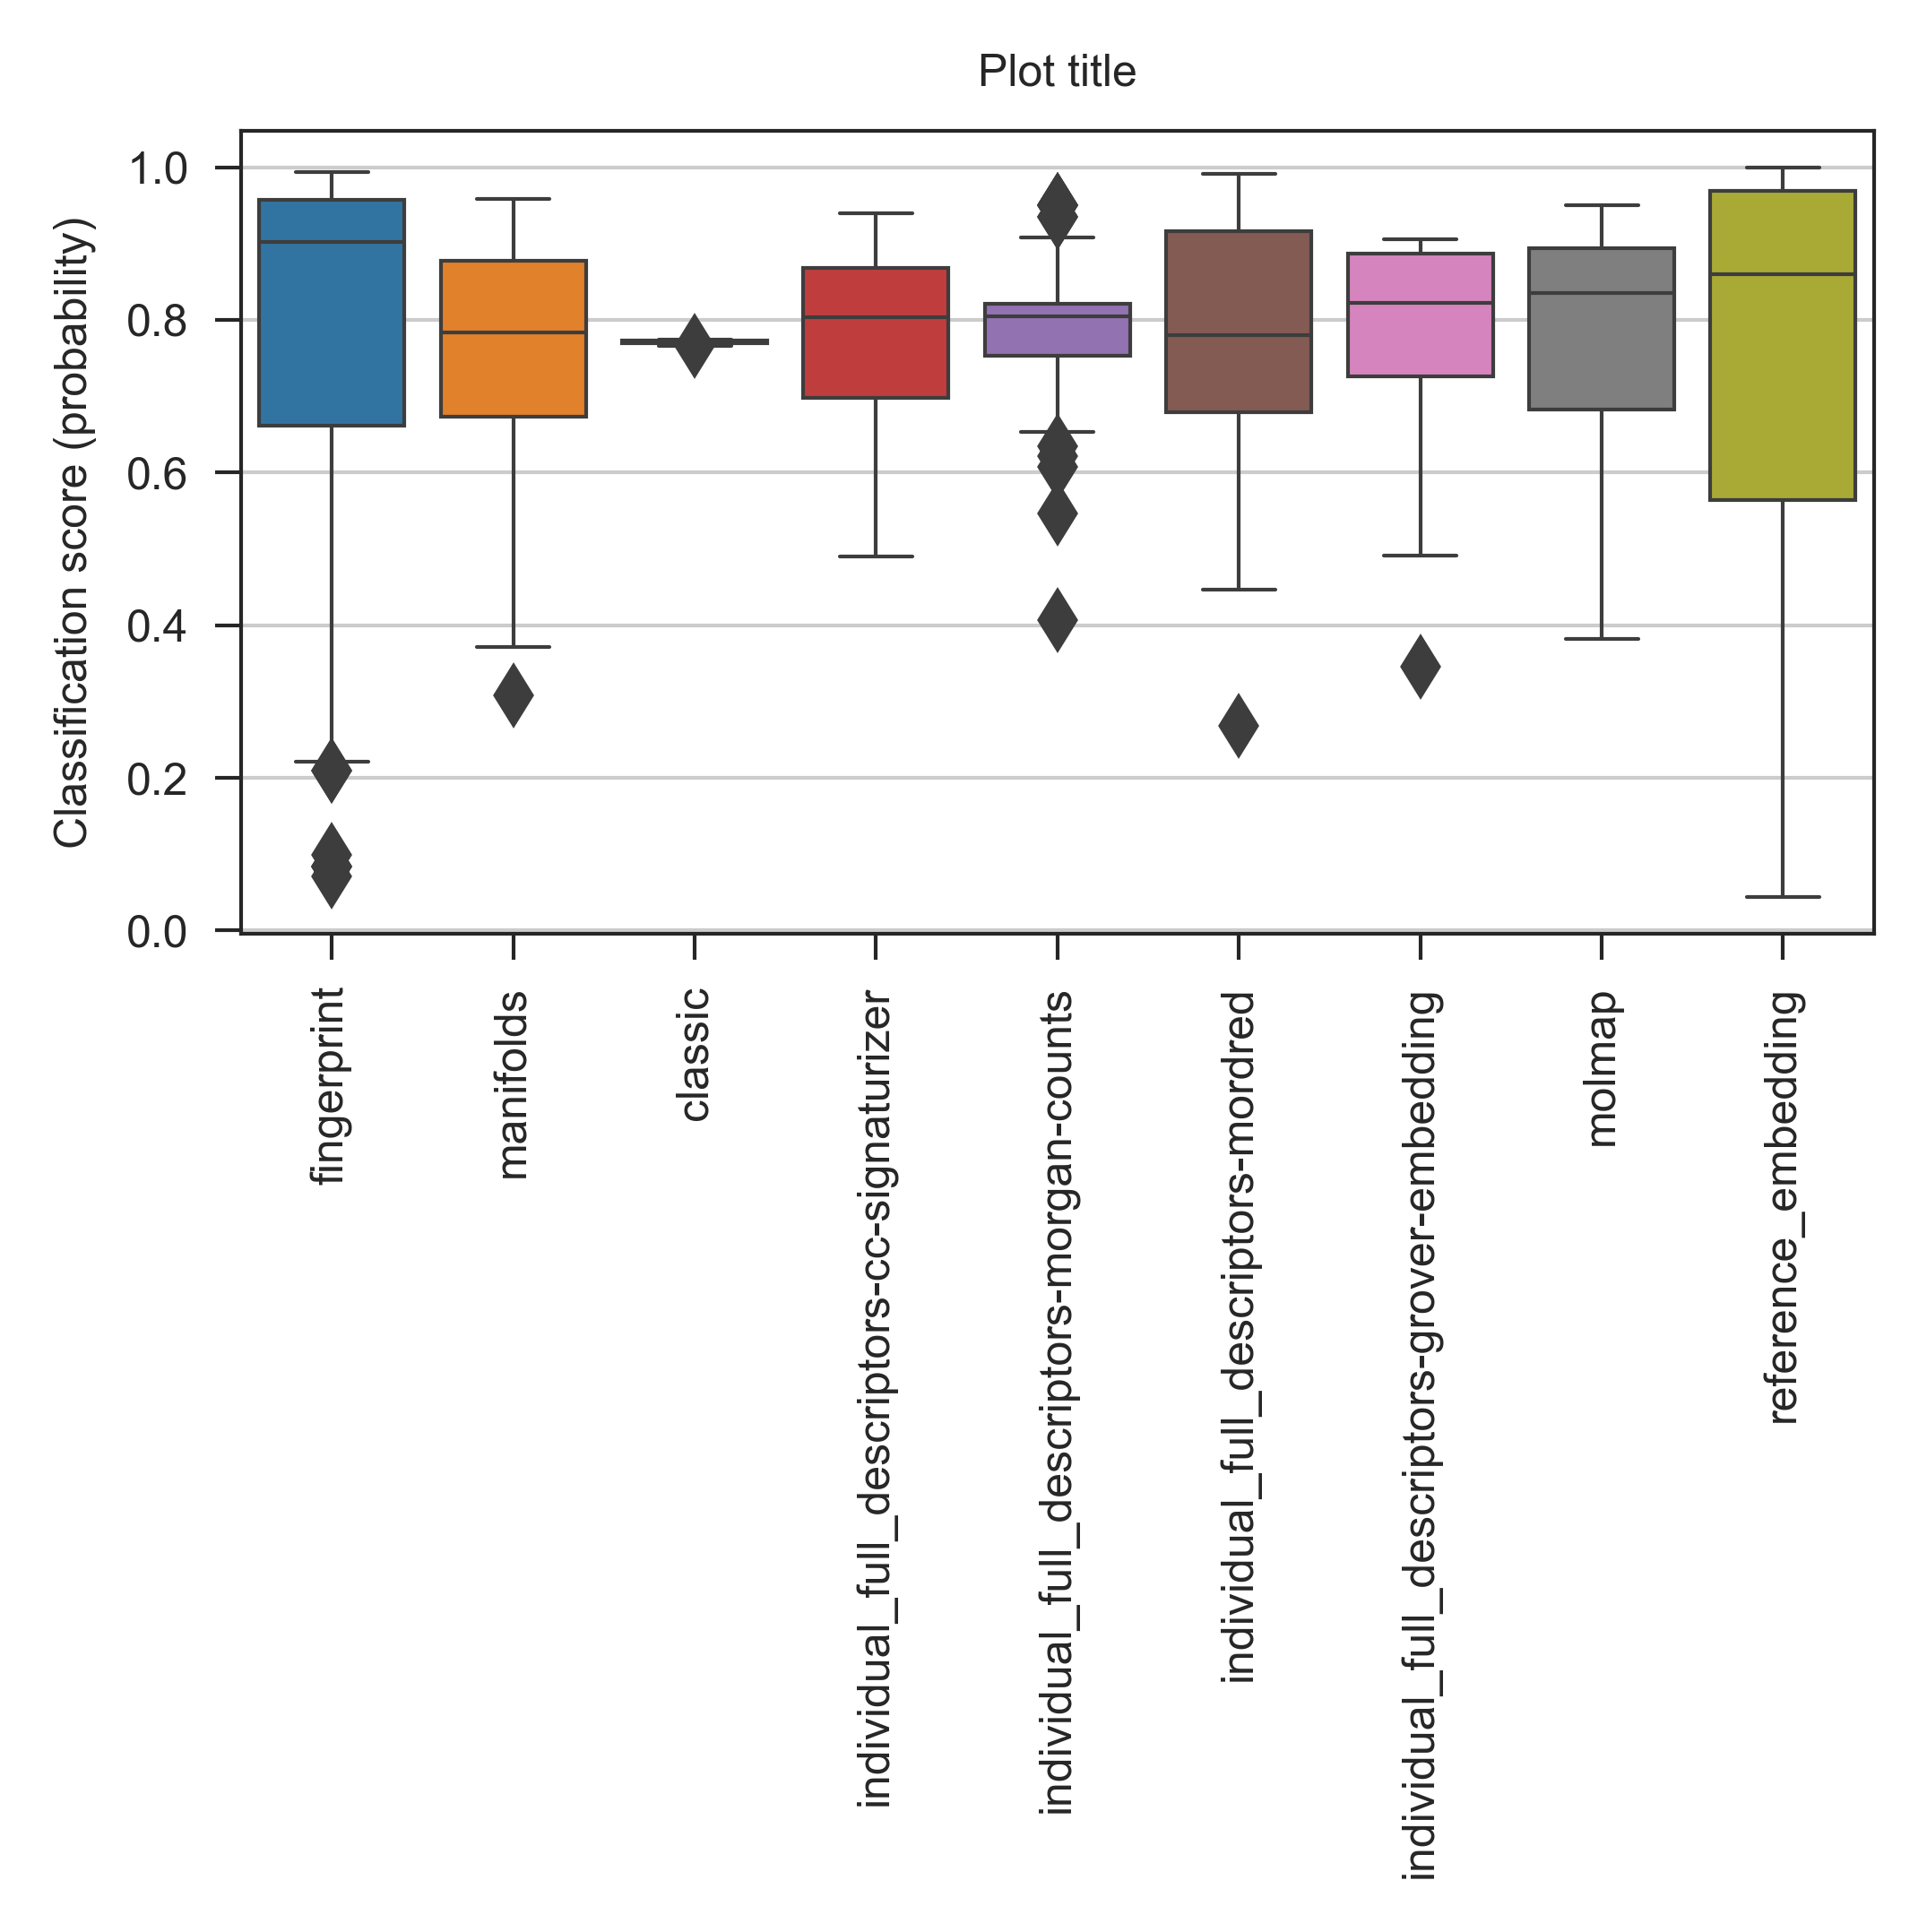 Plot title
Classification score (probability)
1.0
0.8
0.6
0.4
0.2
0.0
fingerprint
manifolds
classic
individual_full_descriptors-cc-signaturizer
individual_full_descriptors-morgan-counts
individual_full_descriptors-mordred
individual_full_descriptors-grover-embedding
molmap
reference_embedding